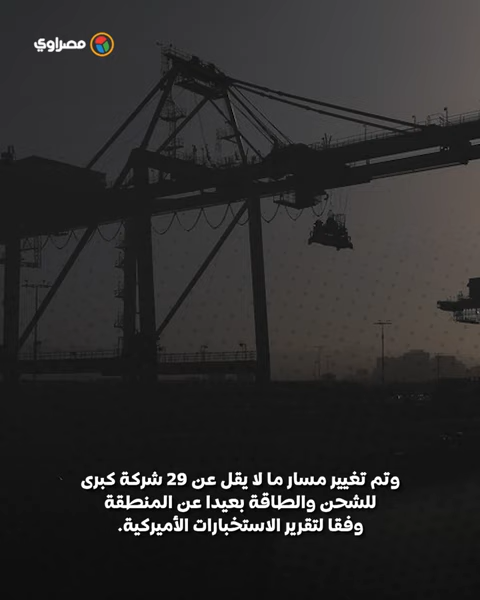 مصراوي
وتم تغيير مسار ما لا يقل عن 29 شركة كبرى
للشحن والطاقة بعيدا عن المنطقة
وفقا لتقرير الاستخبارات الأميركية.